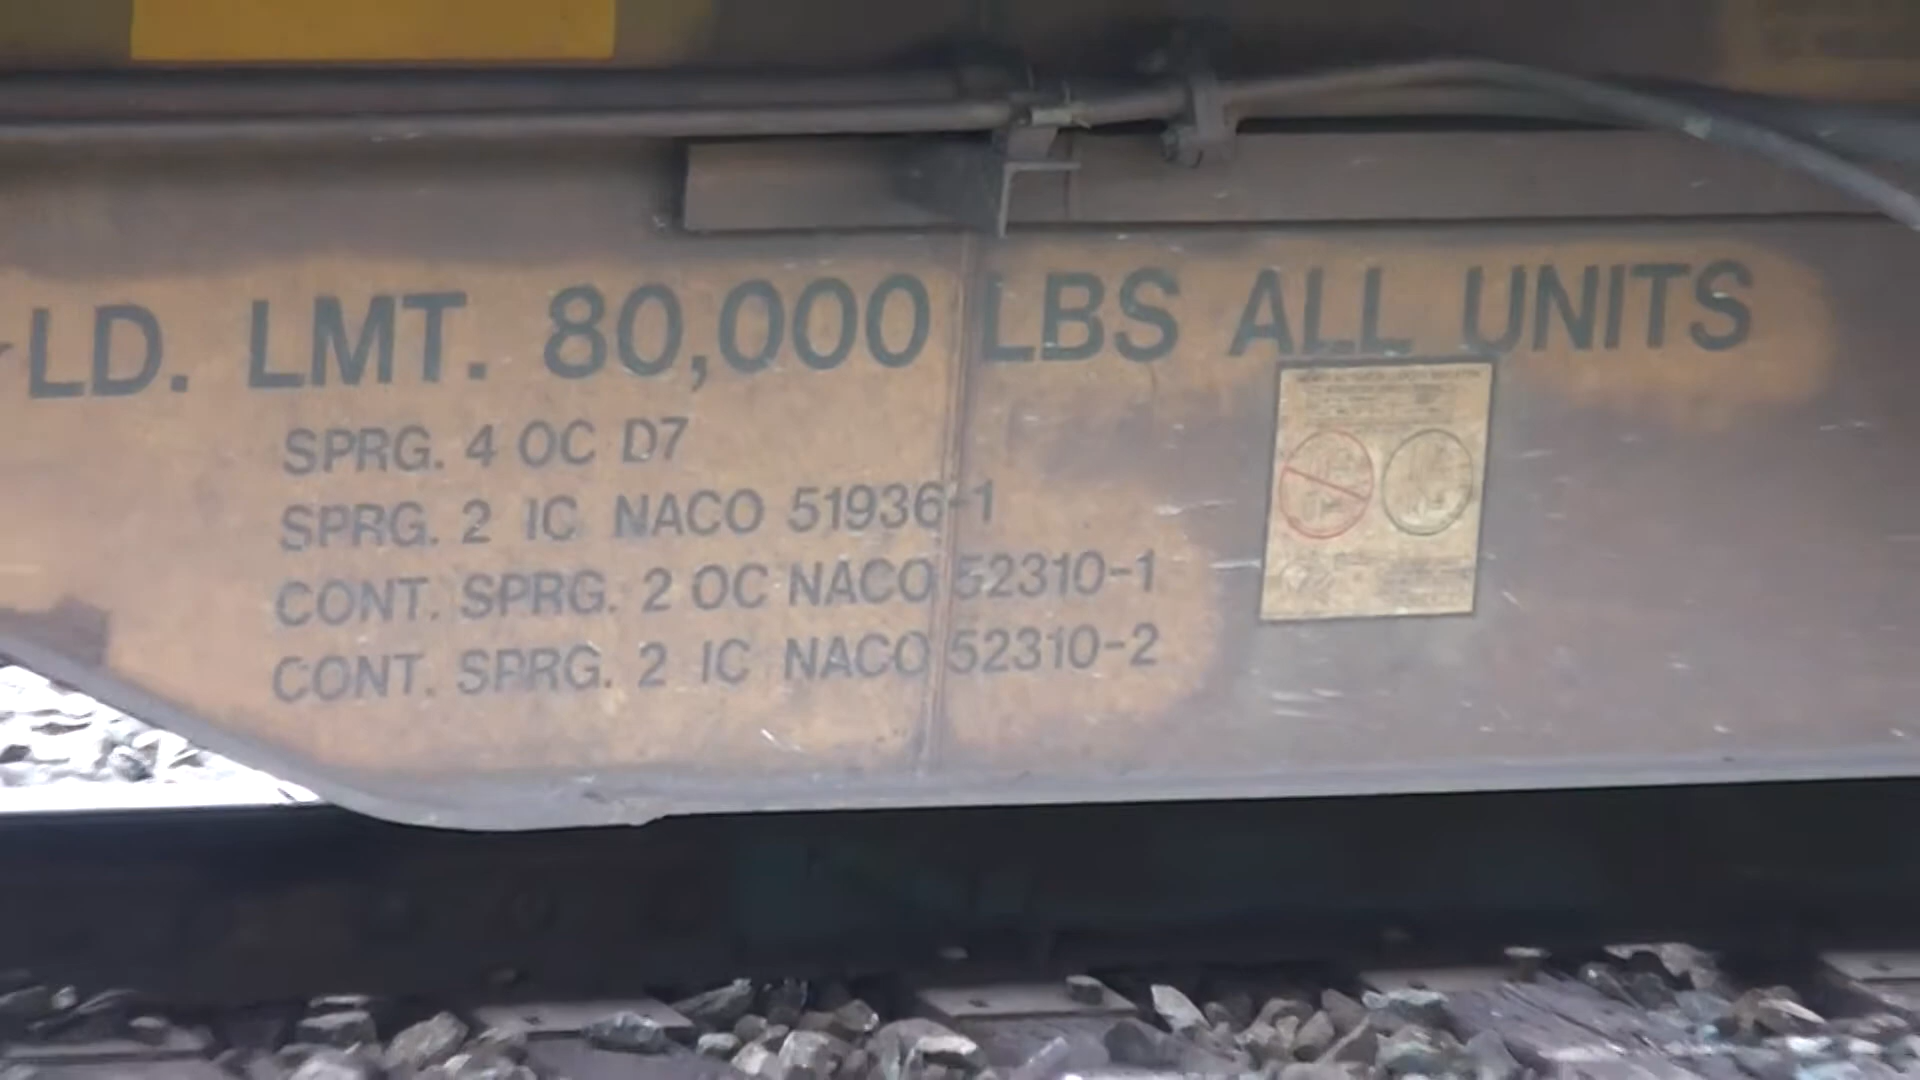 LD. LMT. 80,000 LBS ALL UNITS
SPRG. 4 OC D7
SPRG. 2 IC NACO 51936-1
CONT. SPRG. 2 OC NACO 52310-1
CONT. SPRG. 2 IC NACO 52310-2